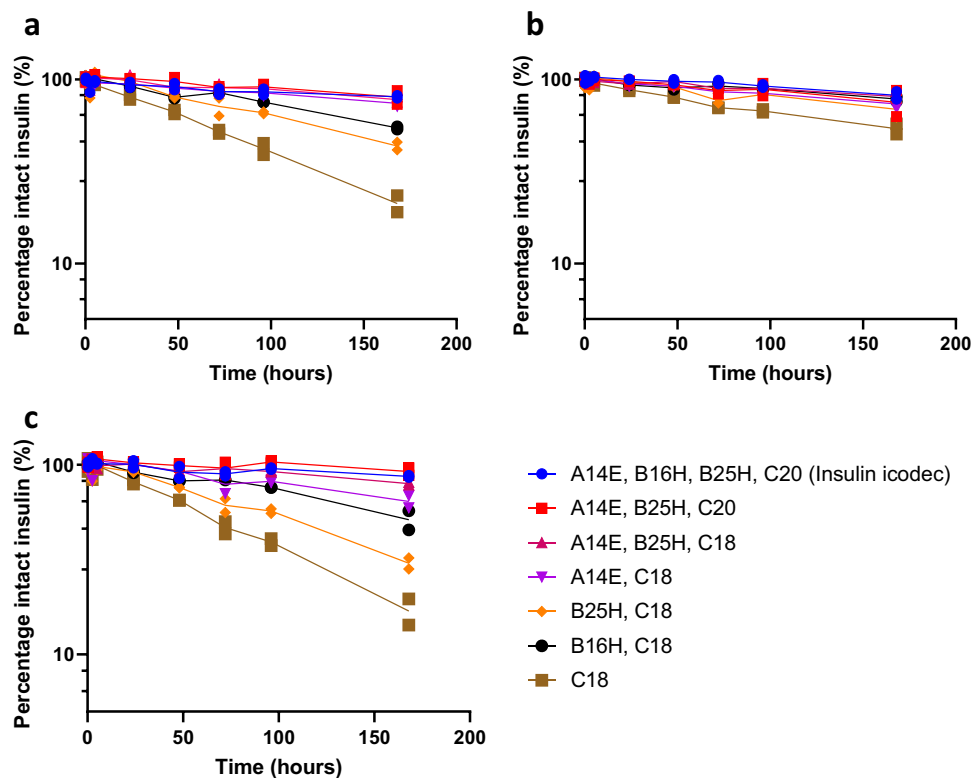 a
Percentage intact insulin (%)
100
10
0
50
100
150
200
Time (hours)
b
Percentage intact insulin (%)
100
10
0
50
100
150
200
Time (hours)
c
Percentage intact insulin (%)
100
10
0
50
100
150
200
Time (hours)
A14E, B16H, B25H, C20 (Insulin icodec)
A14E, B25H, C20
A14E, B25H, C18
A14E, C18
B25H, C18
B16H, C18
C18